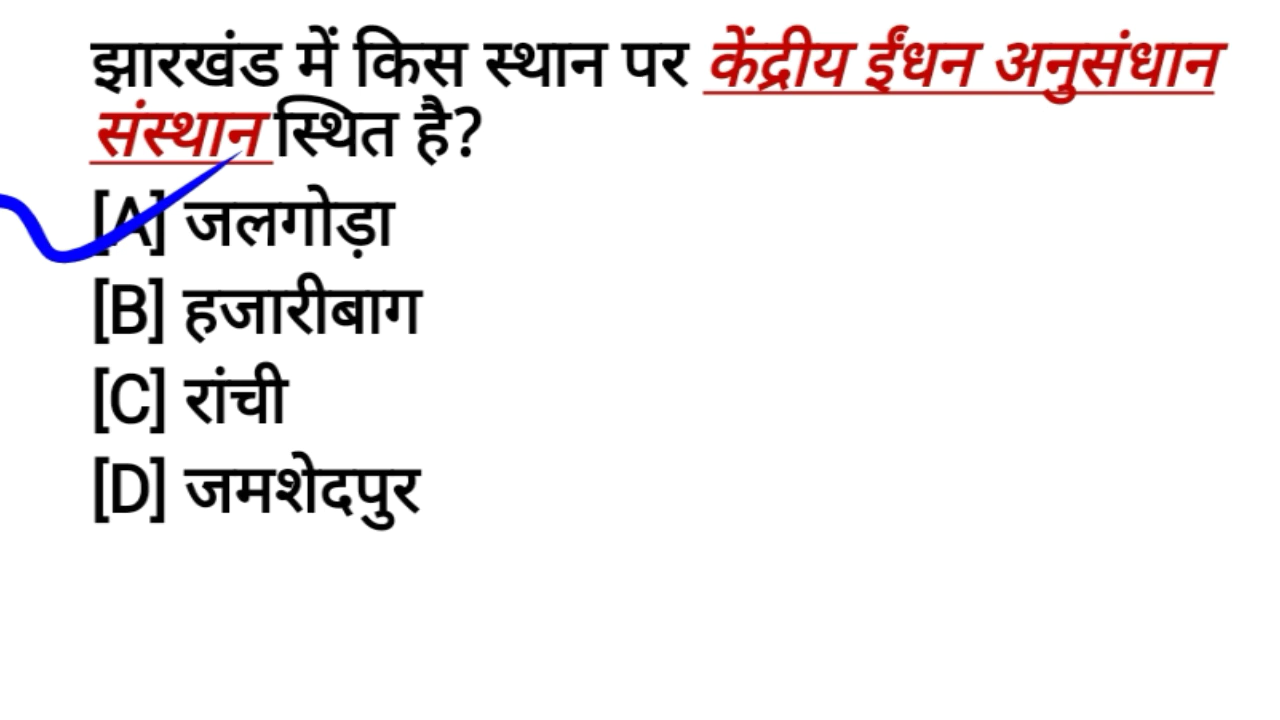 झारखंड में किस स्थान पर केंद्रीय ईंधन अनुसंधान
संस्थान स्थित है?
[A] जलगोड़ा
[B] हजारीबाग
[C] रांची
[D] जमशेदपुर